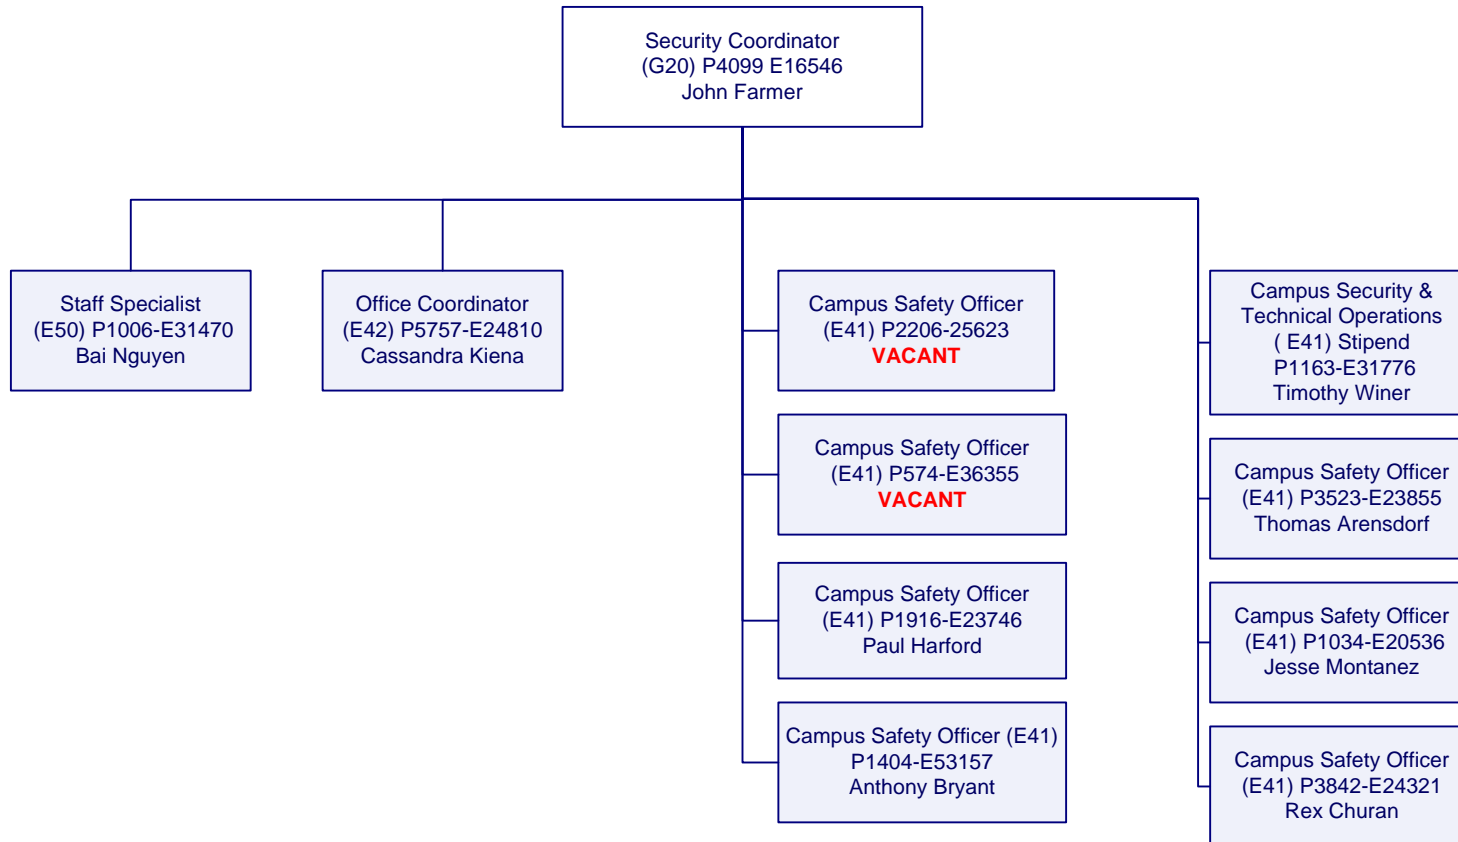 Security Coordinator
(G20) P4099 E16546
John Farmer
Staff Specialist
(E50) P1006-E31470
Bai Nguyen
Office Coordinator
(E42) P5757-E24810
Cassandra Kiena
Campus Safety Officer
(E41) P2206-25623
VACANT
Campus Safety Officer
(E41) P574-E36355
VACANT
Campus Safety Officer
(E41) P1916-E23746
Paul Harford
Campus Safety Officer (E41)
P1404-E53157
Anthony Bryant
Campus Security &
Technical Operations
( E41) Stipend
P1163-E31776
Timothy Winer
Campus Safety Officer
(E41) P3523-E23855
Thomas Arensdorf
Campus Safety Officer
(E41) P1034-E20536
Jesse Montanez
Campus Safety Officer
(E41) P3842-E24321
Rex Churan